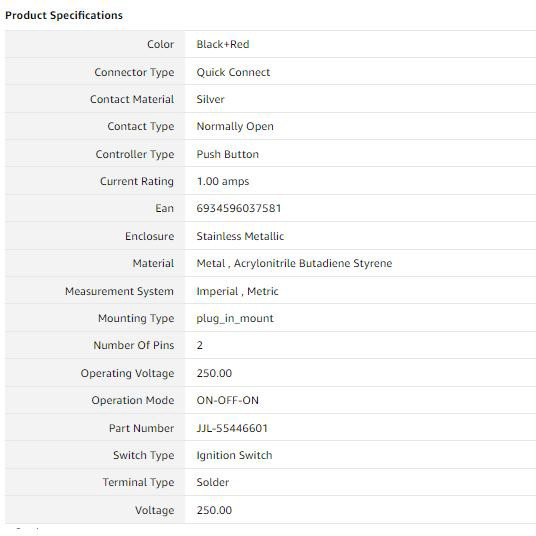 Product Specifications
Color Black+Red
Connector Type Quick Connect
Contact Material Silver
Contact Type Normally Open
Controller Type Push Button
Current Rating 1.00 amps
Ean 6934596037581
Enclosure Stainless Metallic
Material Metal , Acrylonitrile Butadiene Styrene
Measurement System Imperial , Metric
Mounting Type plug_in_mount
Number Of Pins 2
Operating Voltage 250.00
Operation Mode ON-OFF-ON
Part Number JJL-55446601
Switch Type Ignition Switch
Terminal Type Solder
Voltage 250.00